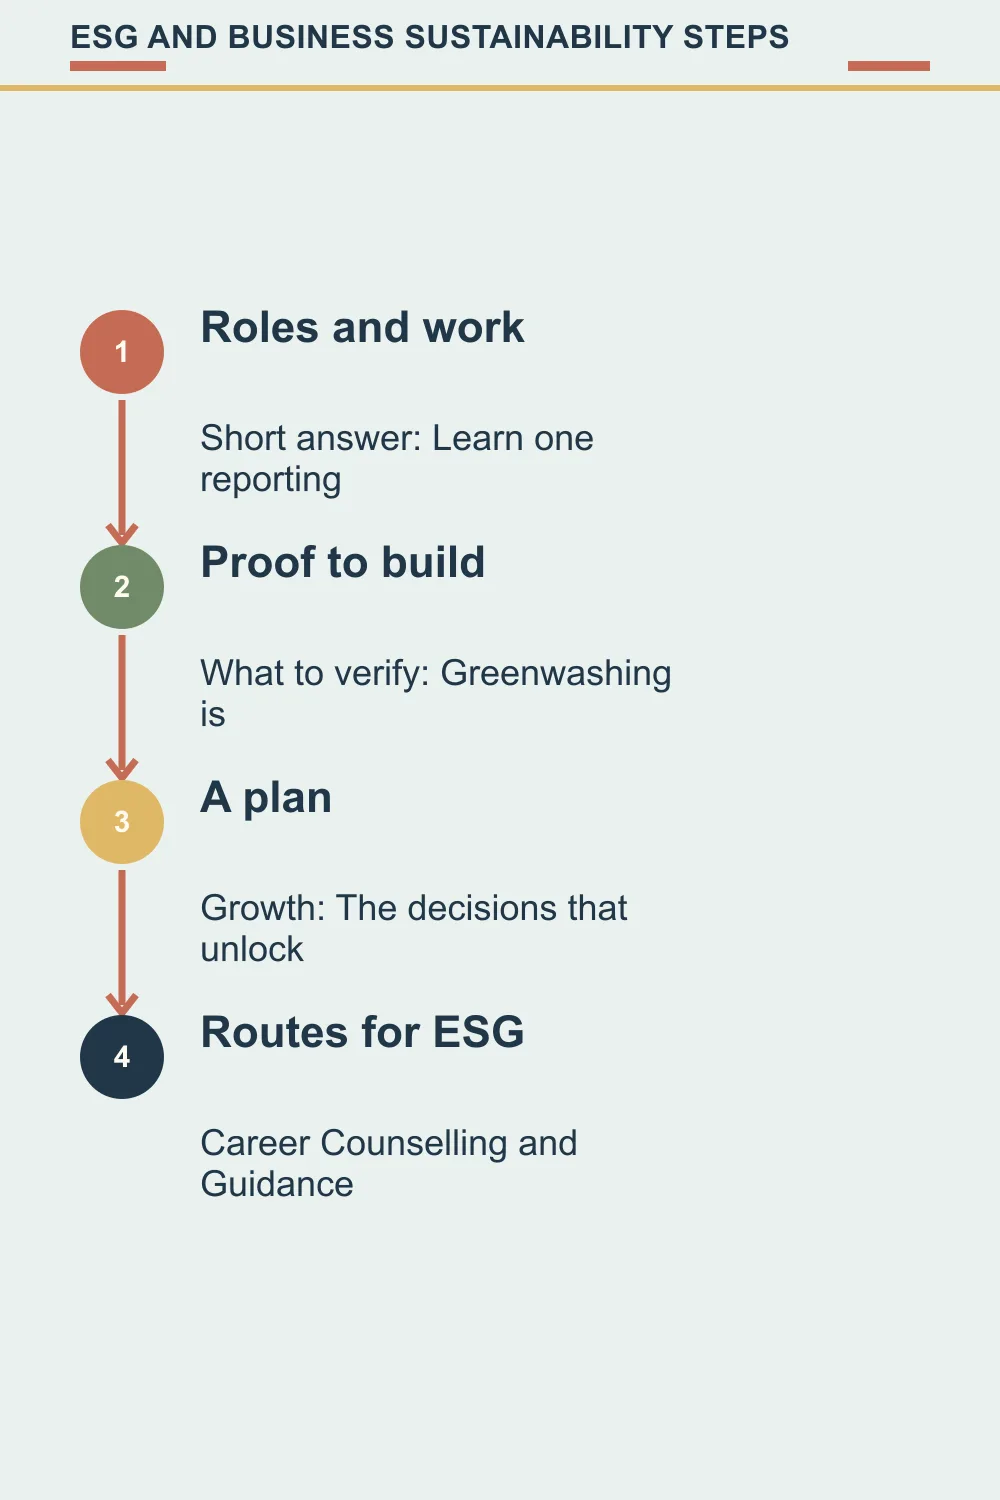 ESG AND BUSINESS SUSTAINABILITY STEPS
1
Roles and work
Short answer: Learn one
reporting
2
Proof to build
What to verify: Greenwashing
is
3
A plan
Growth: The decisions that
unlock
4
Routes for ESG
Career Counselling and
Guidance